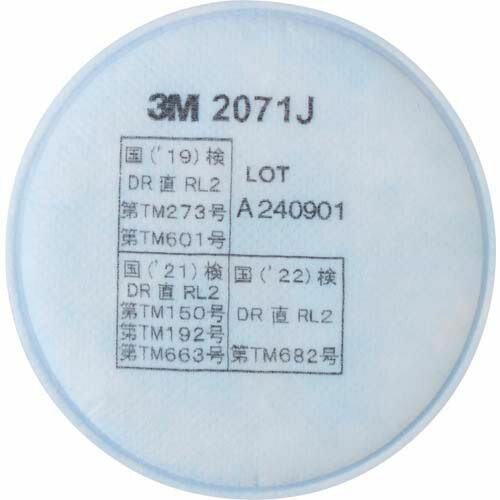 3M 2071J
国('19)検
DR 直 RL2
第TM273号
第TM601号
LOT
A240901
国('21)検
DR 直 RL2
第TM150号
第TM192号
第TM663号
国('22)検
DR 直 RL2
第TM682号